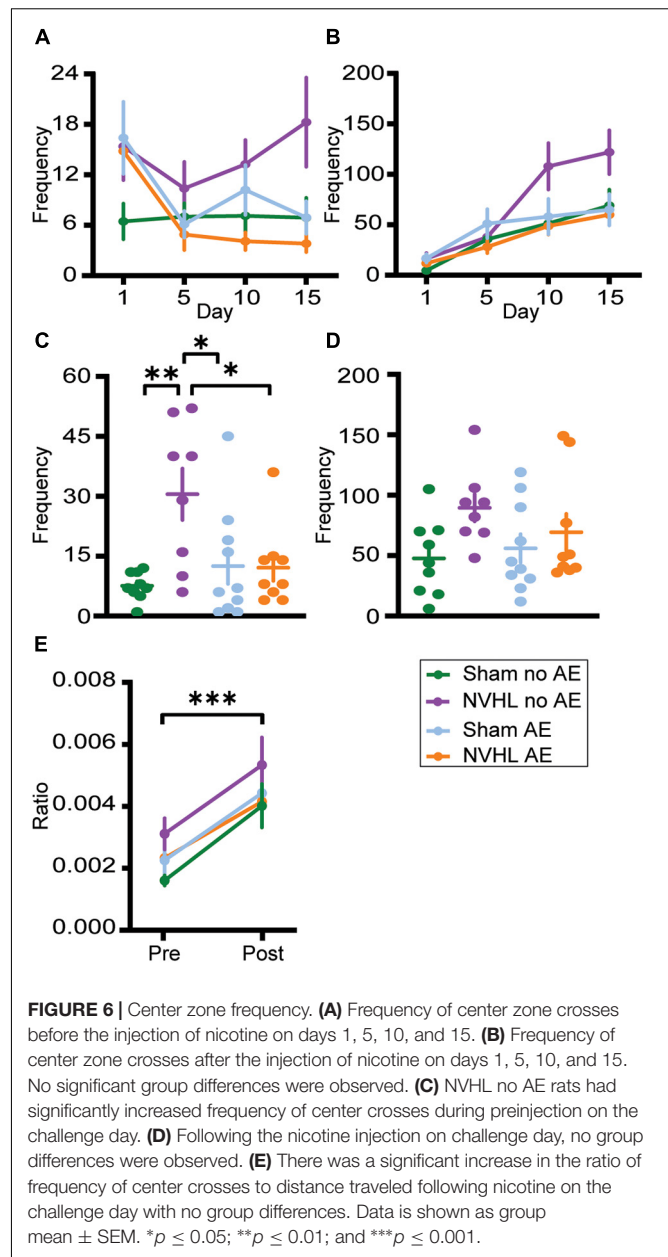 A
24
18
12
6
0
Frequency
1 5 10 15
Day
B
200
150
100
50
0
Frequency
1 5 10 15
Day
C
60
45
30
15
0
Frequency
** * *
D
200
150
100
50
0
Frequency
E
0.008
0.006
0.004
0.002
0.000
Ratio
***
Pre Post
Sham no AE
NVHL no AE
Sham AE
NVHL AE
FIGURE 6 | Center zone frequency. (A) Frequency of center zone crosses
before the injection of nicotine on days 1, 5, 10, and 15. (B) Frequency of
center zone crosses after the injection of nicotine on days 1, 5, 10, and 15.
No significant group differences were observed. (C) NVHL no AE rats had
significantly increased frequency of center crosses during preinjection on the
challenge day. (D) Following the nicotine injection on challenge day, no group
differences were observed. (E) There was a significant increase in the ratio of
frequency of center crosses to distance traveled following nicotine on the
challenge day with no group differences. Data is shown as group
mean ± SEM. *p ≤ 0.05; **p ≤ 0.01; and ***p ≤ 0.001.